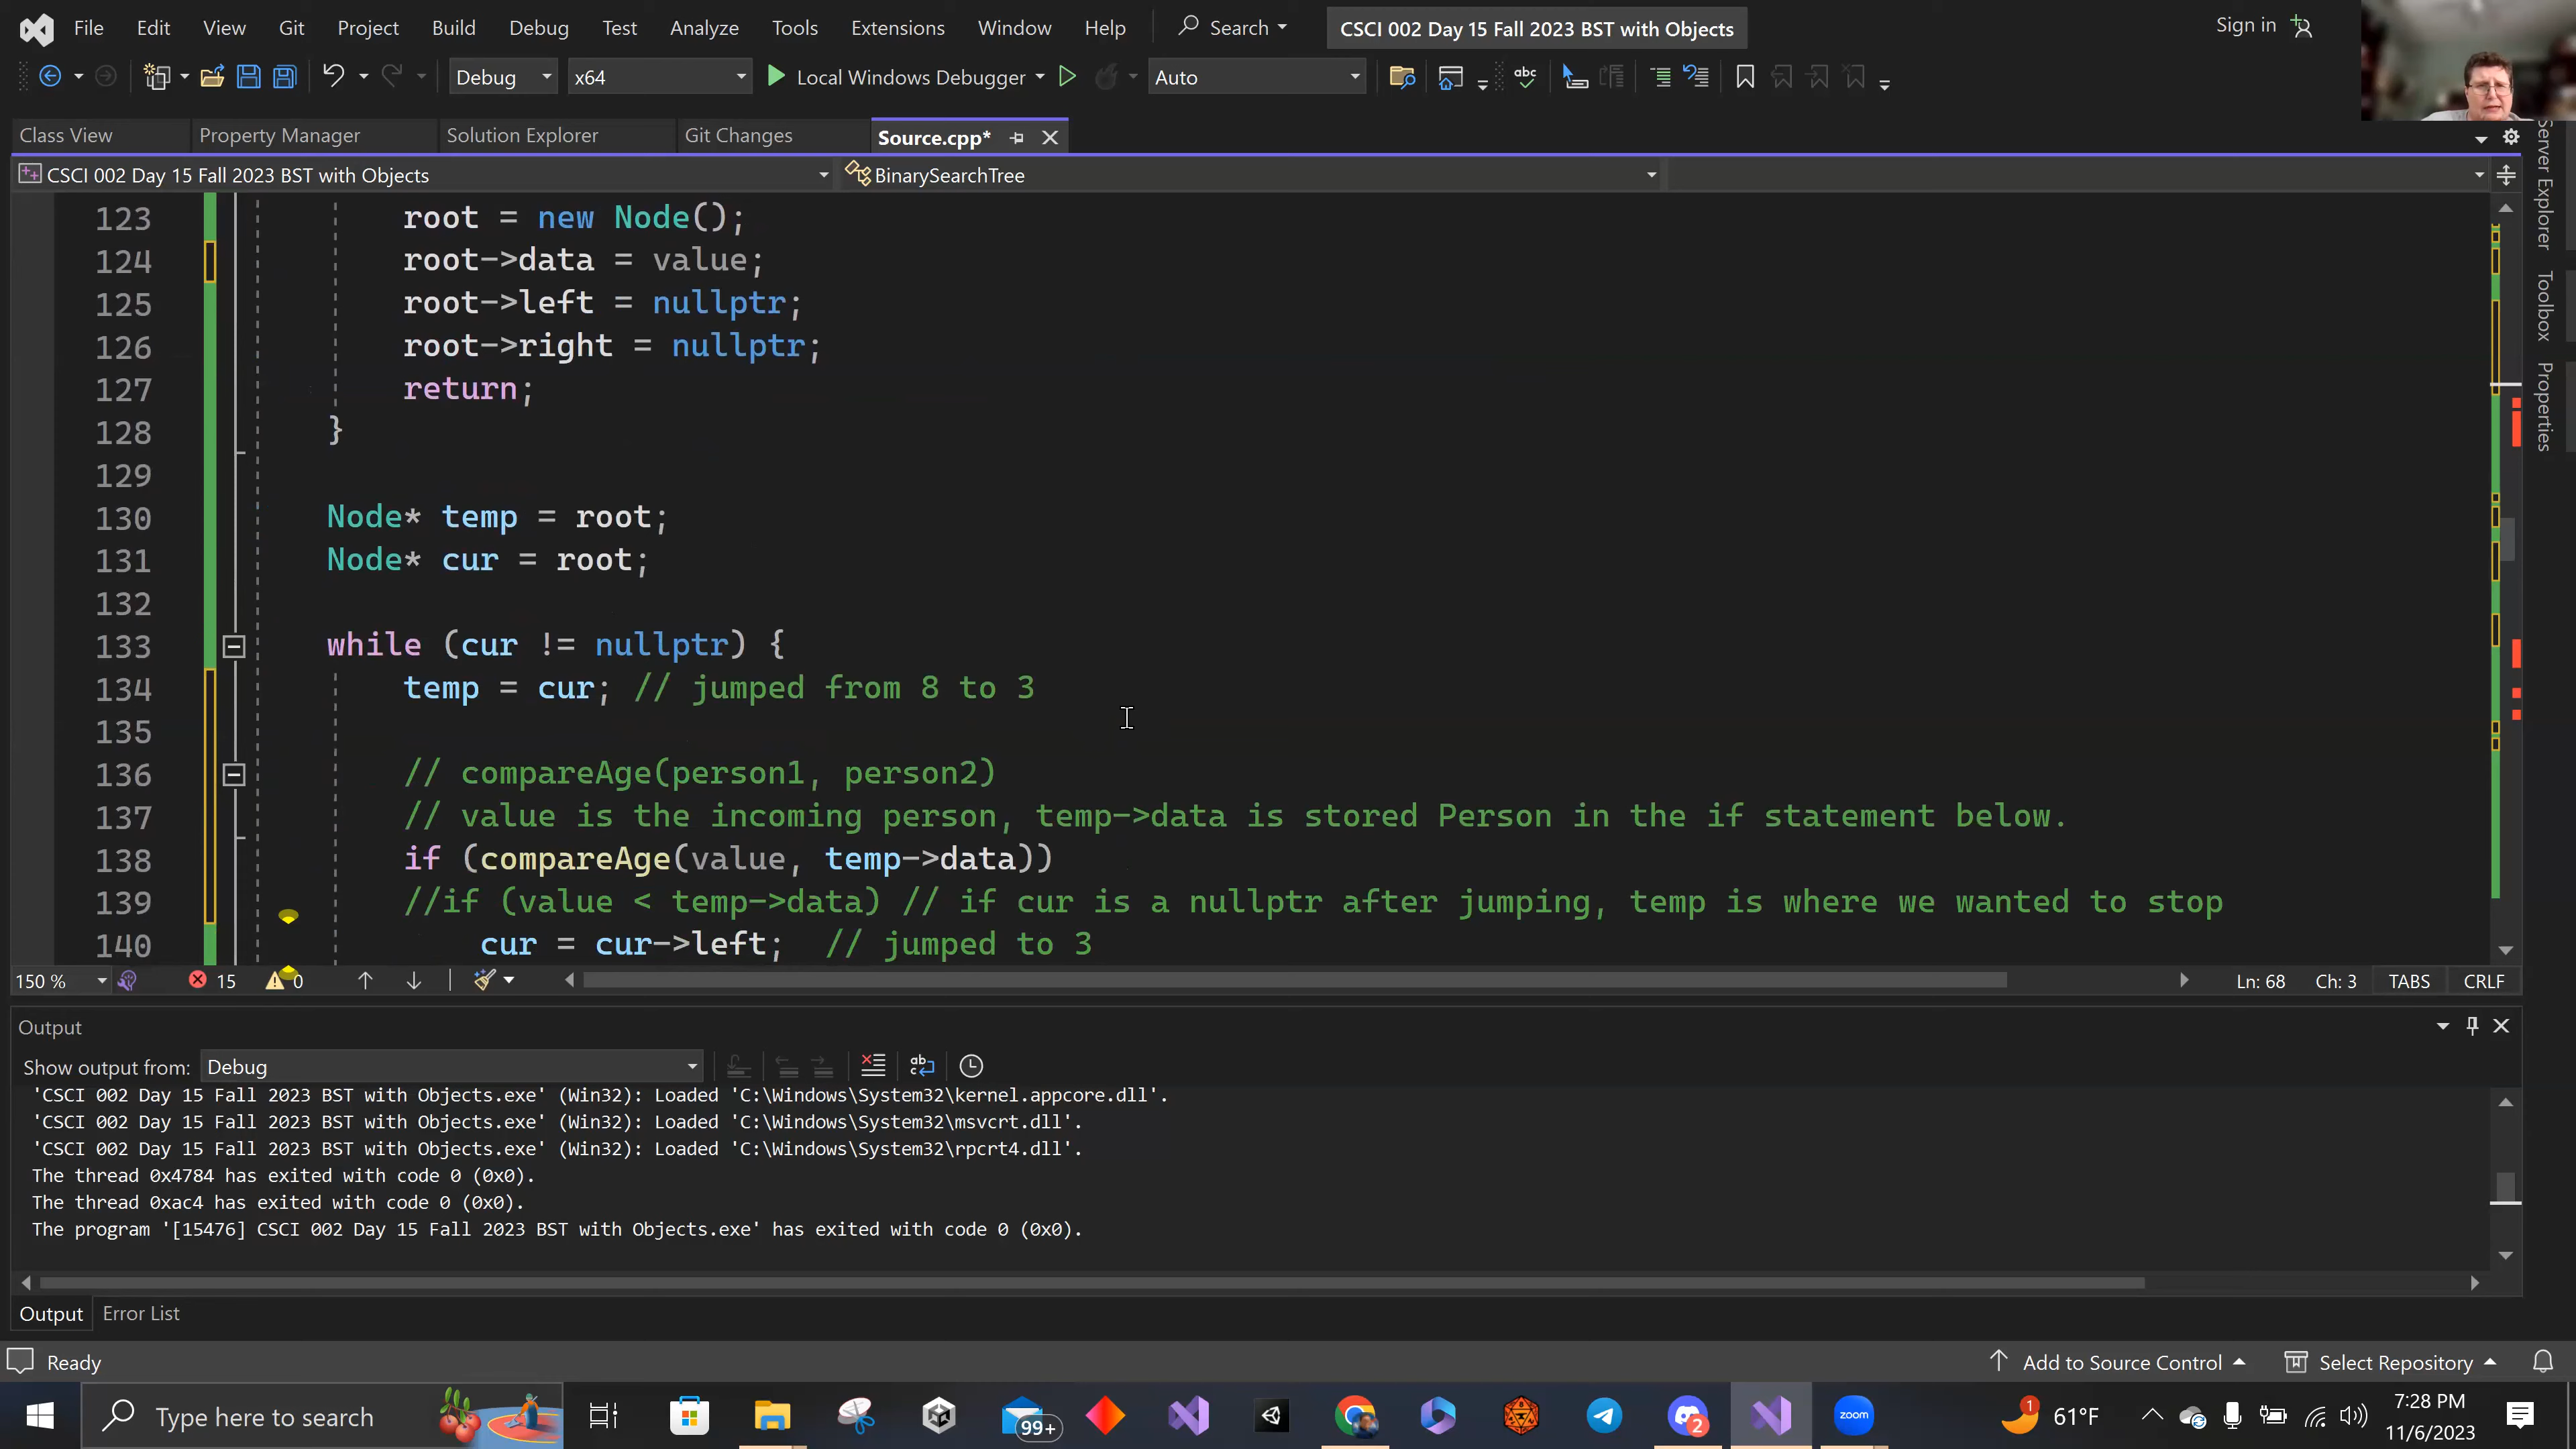 File Edit View Git Project Build Debug Test Analyze Tools Extensions Window Help Search CSCI 002 Day 15 Fall 2023 BST with Objects Sign in
Debug x64 Local Windows Debugger Auto
Class View Property Manager Solution Explorer Git Changes Source.cpp*
CSCI 002 Day 15 Fall 2023 BST with Objects BinarySearchTree
Server Explorer
Toolbox
Properties
123 root = new Node();
124 root->data = value;
125 root->left = nullptr;
126 root->right = nullptr;
127 return;
128 }
129
130 Node* temp = root;
131 Node* cur = root;
132
133 while (cur != nullptr) {
134 temp = cur; // jumped from 8 to 3
135
136 // compareAge(person1, person2)
137 // value is the incoming person, temp->data is stored Person in the if statement below.
138 if (compareAge(value, temp->data))
139 //if (value < temp->data) // if cur is a nullptr after jumping, temp is where we wanted to stop
140 cur = cur->left; // jumped to 3
150 % 15 0 Ln: 68 Ch: 3 TABS CRLF
Output
Show output from: Debug
'CSCI 002 Day 15 Fall 2023 BST with Objects.exe' (Win32): Loaded 'C:\Windows\System32\kernel.appcore.dll'.
'CSCI 002 Day 15 Fall 2023 BST with Objects.exe' (Win32): Loaded 'C:\Windows\System32\msvcrt.dll'.
'CSCI 002 Day 15 Fall 2023 BST with Objects.exe' (Win32): Loaded 'C:\Windows\System32\rpcrt4.dll'.
The thread 0x4784 has exited with code 0 (0x0).
The thread 0xac4 has exited with code 0 (0x0).
The program '[15476] CSCI 002 Day 15 Fall 2023 BST with Objects.exe' has exited with code 0 (0x0).
Output Error List
Ready Add to Source Control Select Repository
Type here to search 99+ 2 zoom 1 61°F 7:28 PM
11/6/2023